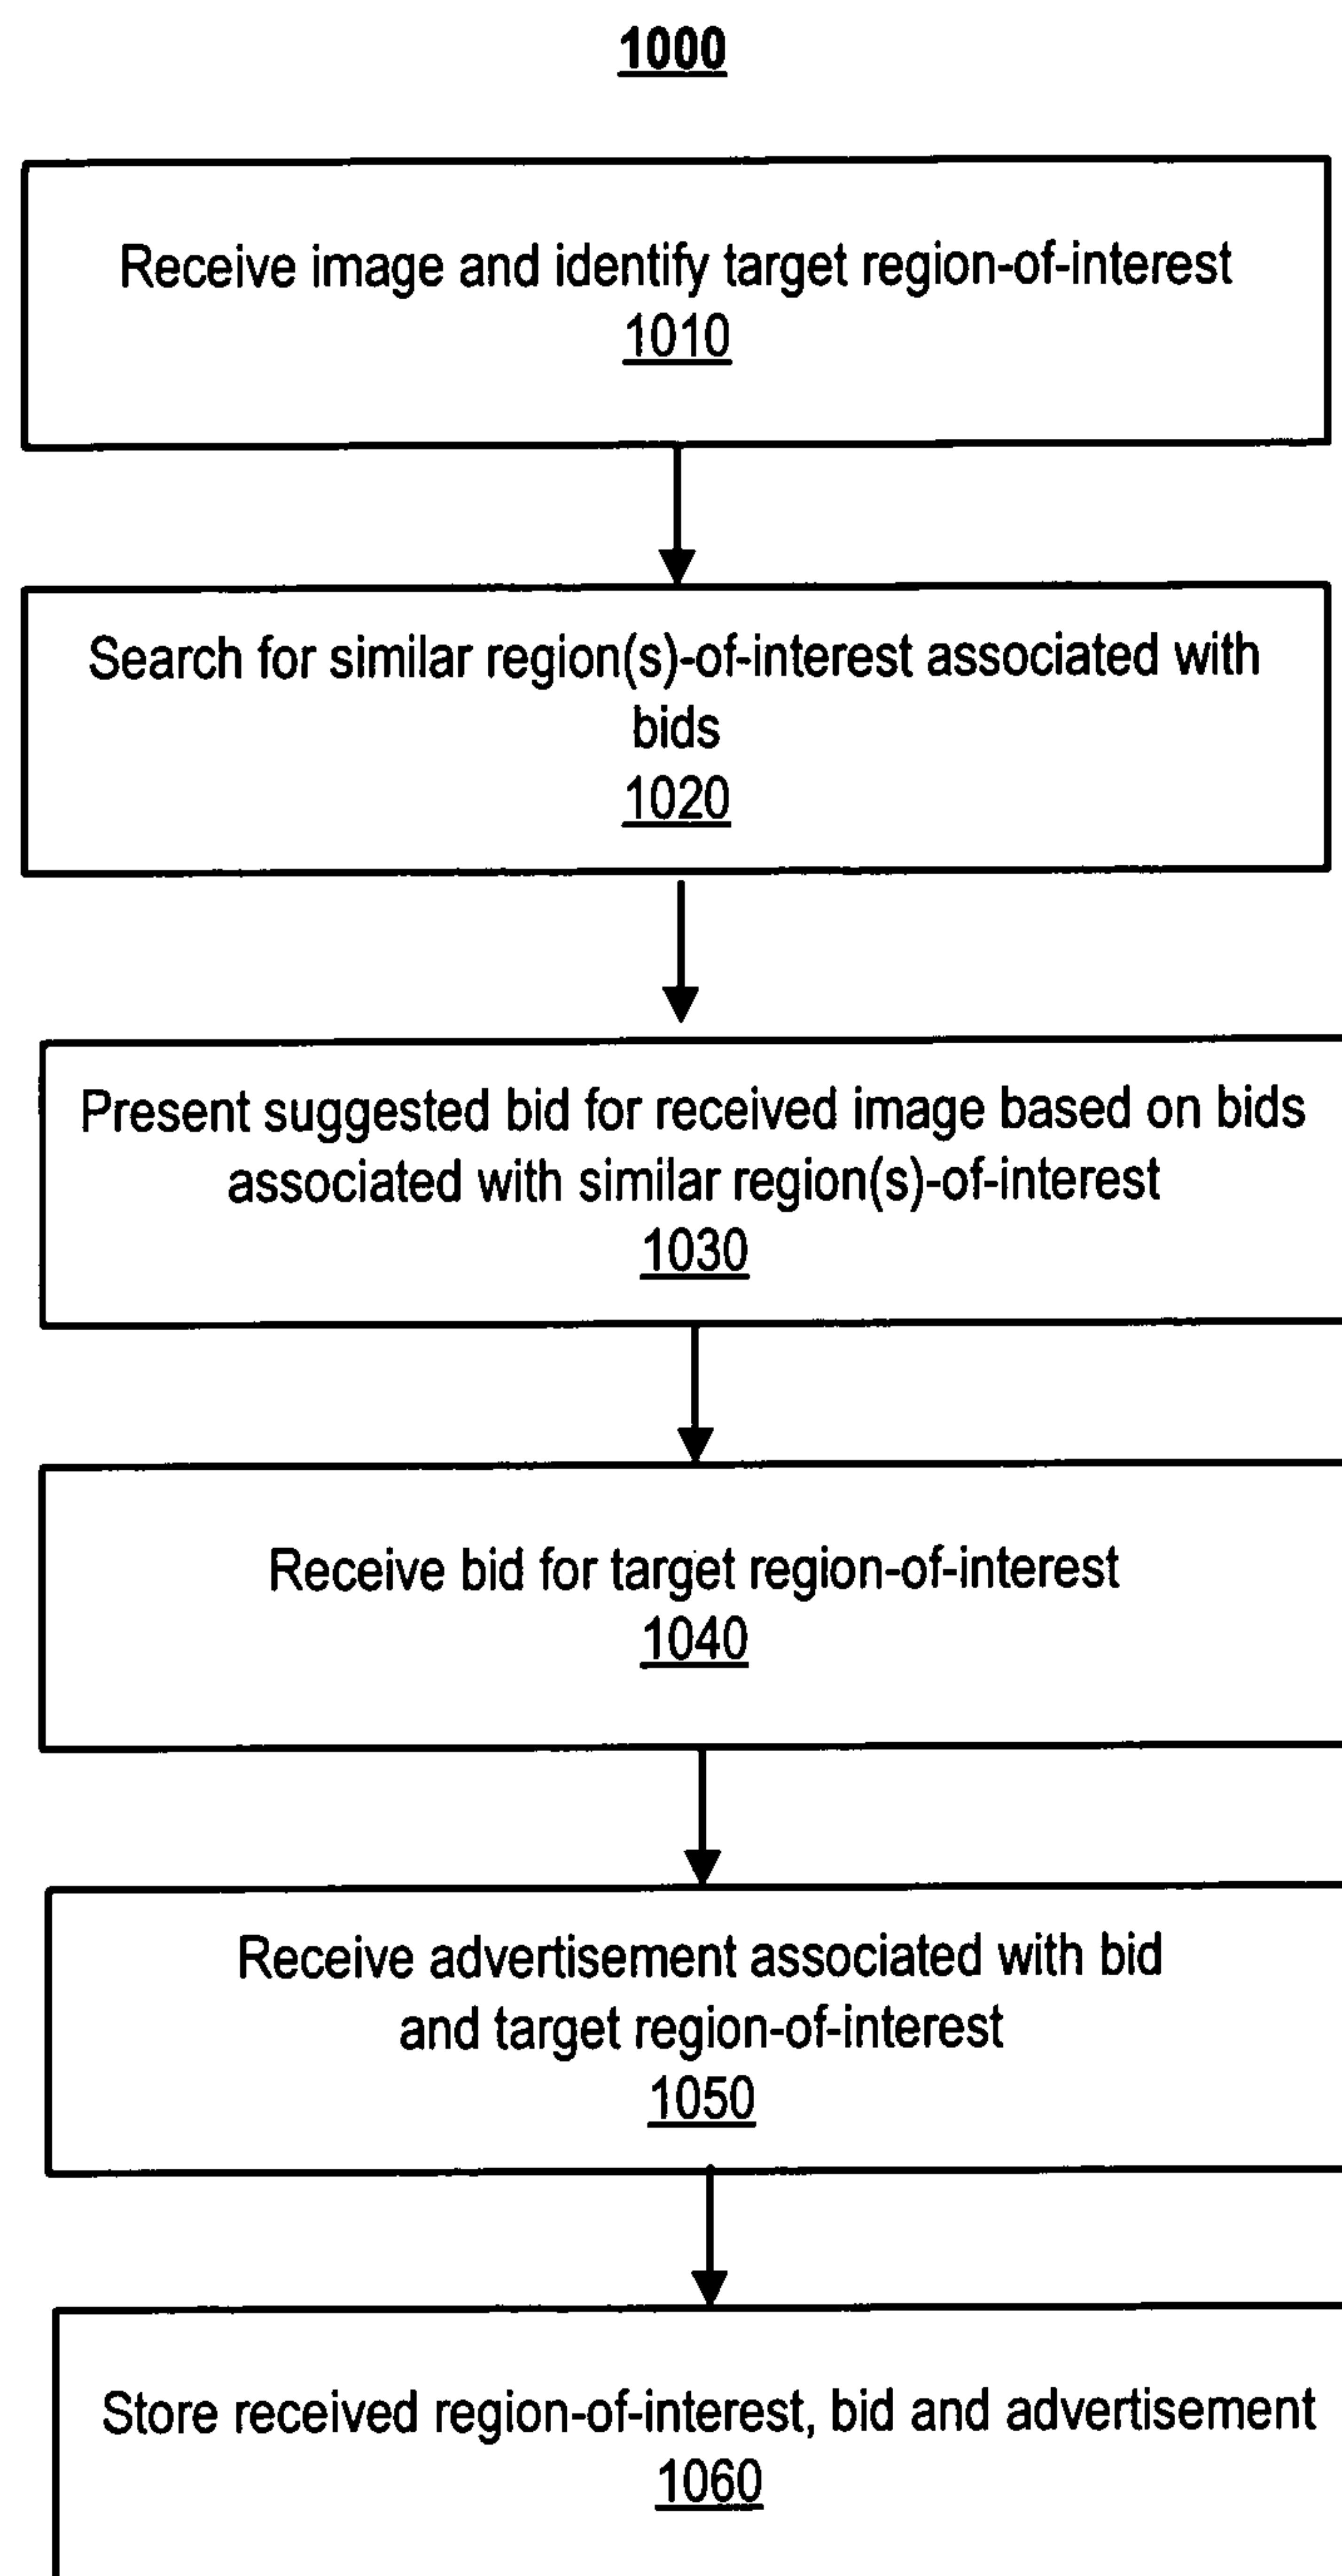 1000
Receive image and identify target region-of-interest
1010
Search for similar region(s)-of-interest associated with
bids
1020
Present suggested bid for received image based on bids
associated with similar region(s)-of-interest
1030
Receive bid for target region-of-interest
1040
Receive advertisement associated with bid
and target region-of-interest
1050
Store received region-of-interest, bid and advertisement
1060